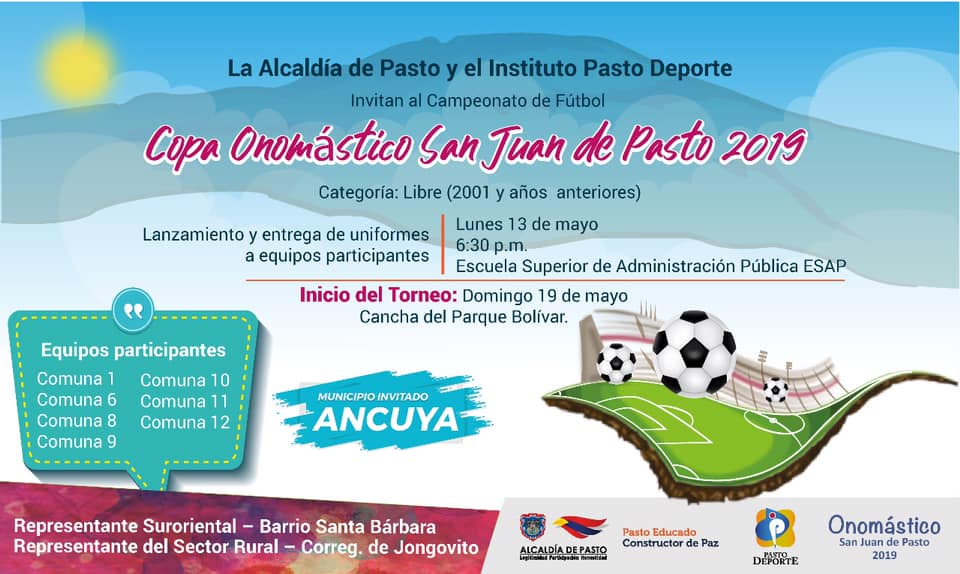 La Alcaldía de Pasto y el Instituto Pasto Deporte
Invitan al Campeonato de Fútbol
Copa Onomástico San Juan de Pasto 2019
Categoría: Libre (2001 y años anteriores)
Lanzamiento y entrega de uniformes
a equipos participantes
Lunes 13 de mayo
6:30 p.m.
Escuela Superior de Administración Pública ESAP
Inicio del Torneo: Domingo 19 de mayo
Cancha del Parque Bolívar.
Equipos participantes
Comuna 1
Comuna 6
Comuna 8
Comuna 9
Comuna 10
Comuna 11
Comuna 12
MUNICIPIO INVITADO
ANCUYA
Representante Suroriental – Barrio Santa Bárbara
Representante del Sector Rural – Correg. de Jongovito
ALCALDÍA DE PASTO
Legitimidad Participación Honestidad
Pasto Educado
Constructor de Paz
PASTO
DEPORTE
Onomástico
San Juan de Pasto
2019